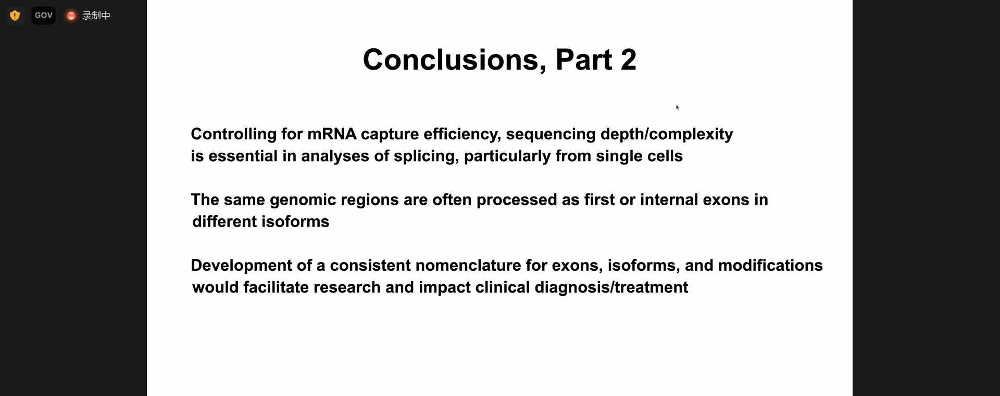 GOV
录制中
Conclusions, Part 2
Controlling for mRNA capture efficiency, sequencing depth/complexity
is essential in analyses of splicing, particularly from single cells
The same genomic regions are often processed as first or internal exons in
different isoforms
Development of a consistent nomenclature for exons, isoforms, and modifications
would facilitate research and impact clinical diagnosis/treatment